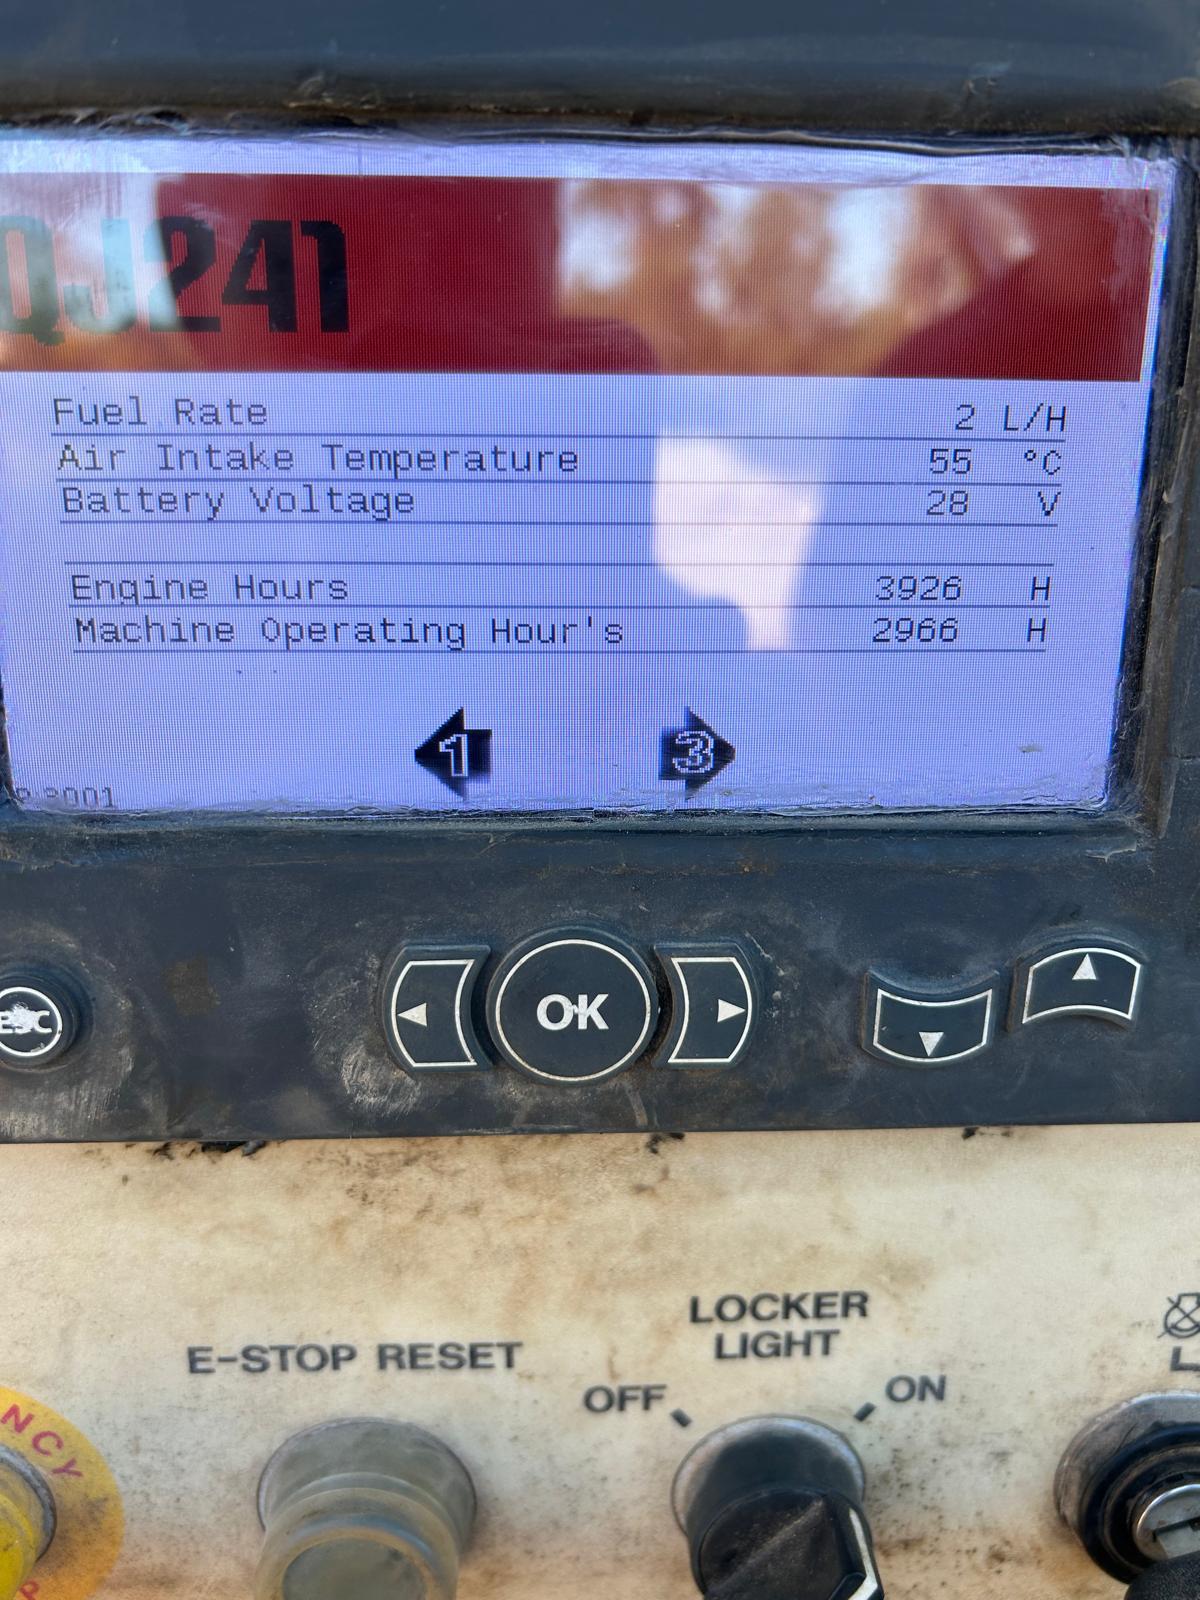 QJ241
Fuel Rate 2 L/H
Air Intake Temperature 55 °C
Battery Voltage 28 V
Engine Hours 3926 H
Machine Operating Hour's 2966 H
1 3
ESC OK
E-STOP RESET
LOCKER
LIGHT
OFF ON
NCY